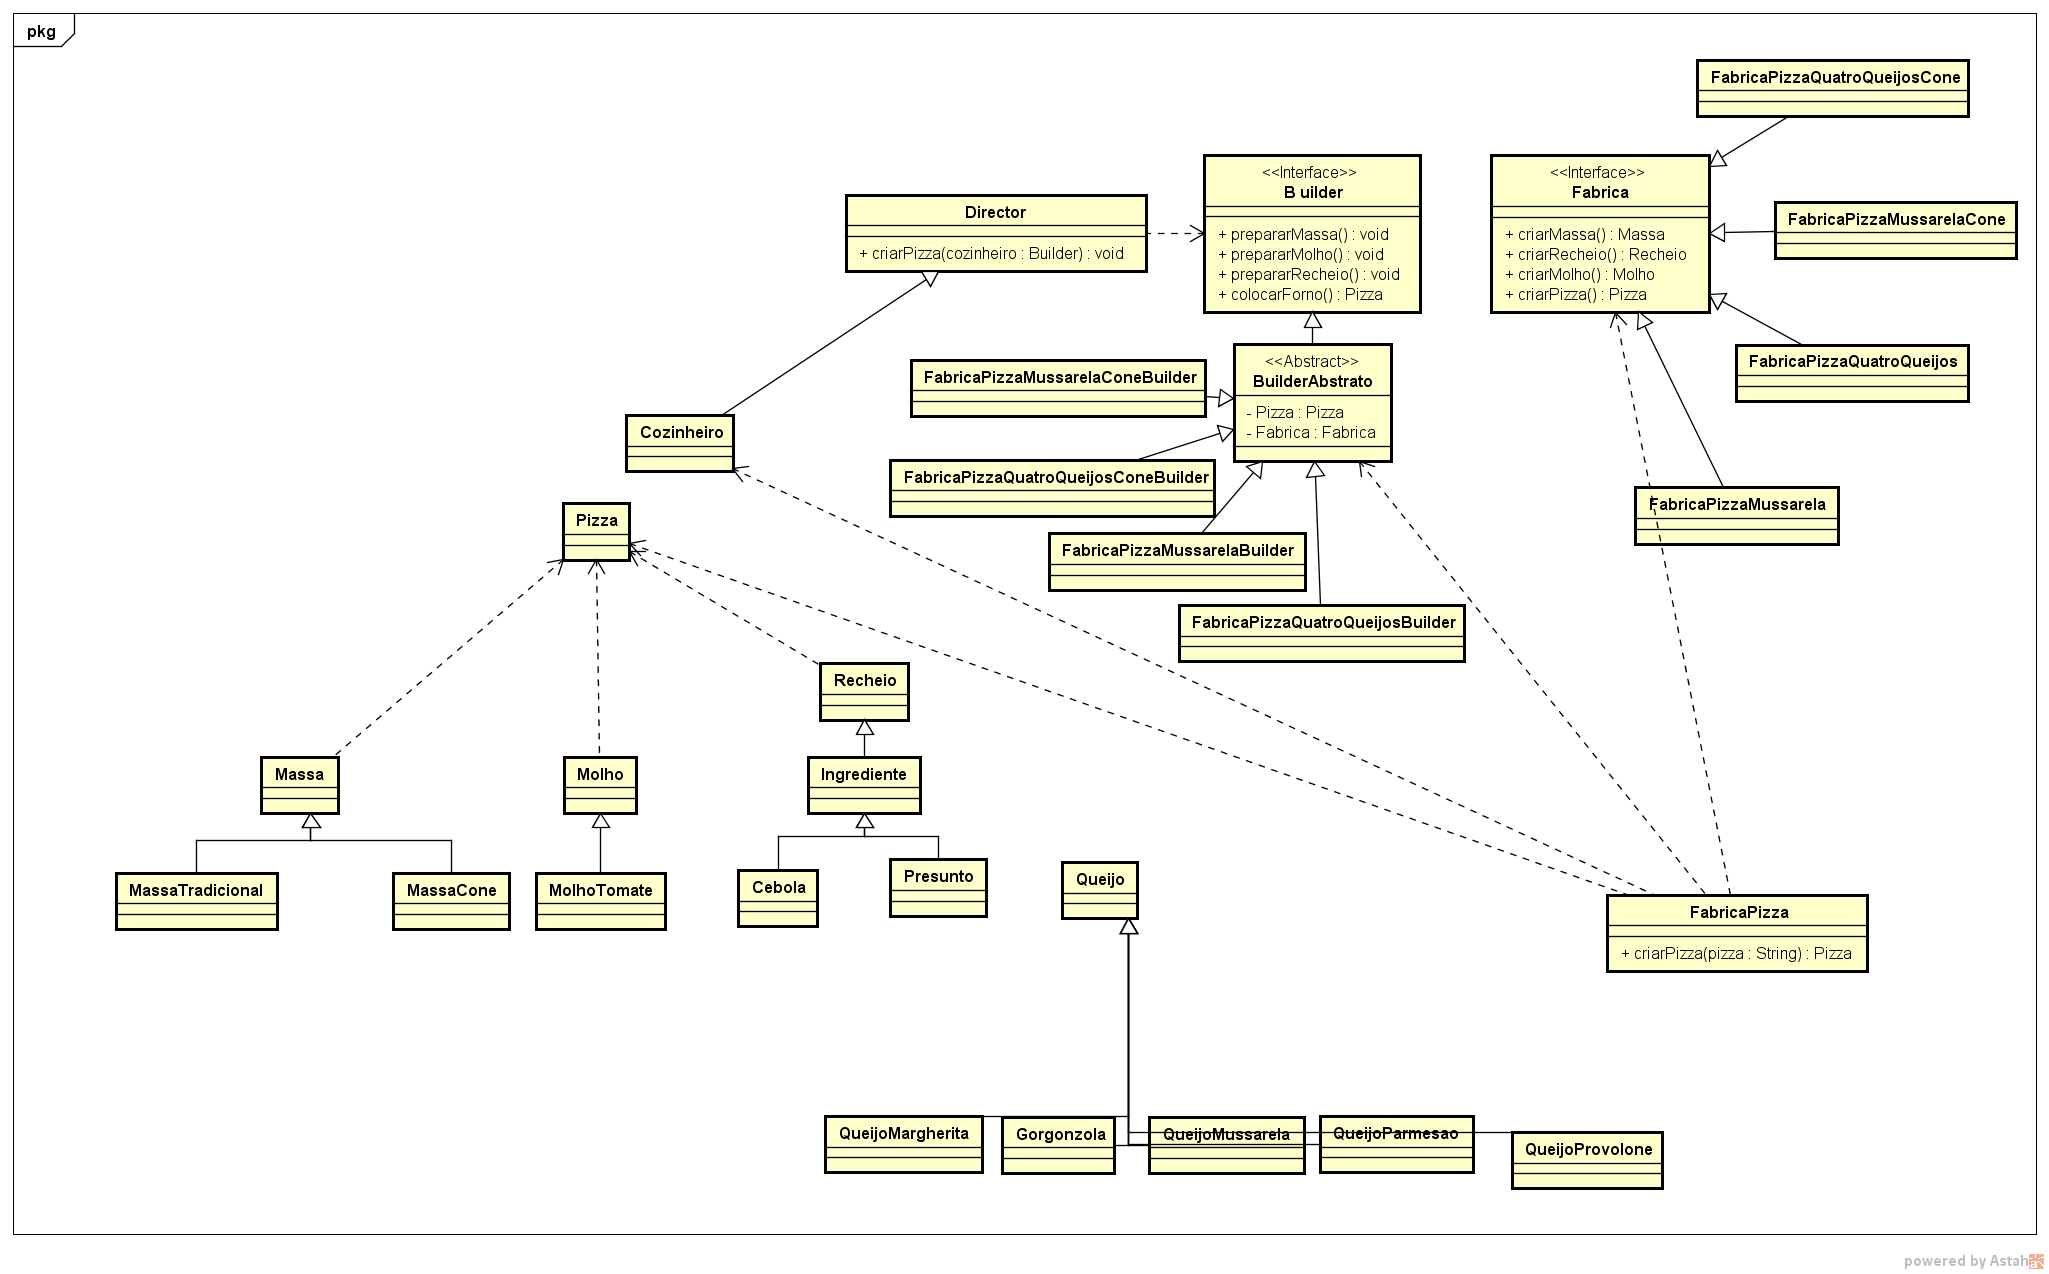 pkg
FabricaPizzaQuatroQueijosCone
<<Interface>>
B uilder
+ prepararMassa() : void
+ prepararMolho() : void
+ prepararRecheio() : void
+ colocarForno() : Pizza
<<Interface>>
Fabrica
+ criarMassa() : Massa
+ criarRecheio() : Recheio
+ criarMolho() : Molho
+ criarPizza() : Pizza
Director
+ criarPizza(cozinheiro : Builder) : void
FabricaPizzaMussarelaCone
<<Abstract>>
BuilderAbstrato
- Pizza : Pizza
- Fabrica : Fabrica
FabricaPizzaQuatroQueijos
FabricaPizzaMussarelaConeBuilder
Cozinheiro
FabricaPizzaQuatroQueijosConeBuilder
FabricaPizzaMussarela
Pizza
FabricaPizzaMussarelaBuilder
FabricaPizzaQuatroQueijosBuilder
Recheio
Massa
Molho
Ingrediente
MassaTradicional
MassaCone
MolhoTomate
Cebola
Presunto
Queijo
FabricaPizza
+ criarPizza(pizza : String) : Pizza
QueijoMargherita
Gorgonzola
QueijoMussarela
QueijoParmesao
QueijoProvolone
powered by Astah